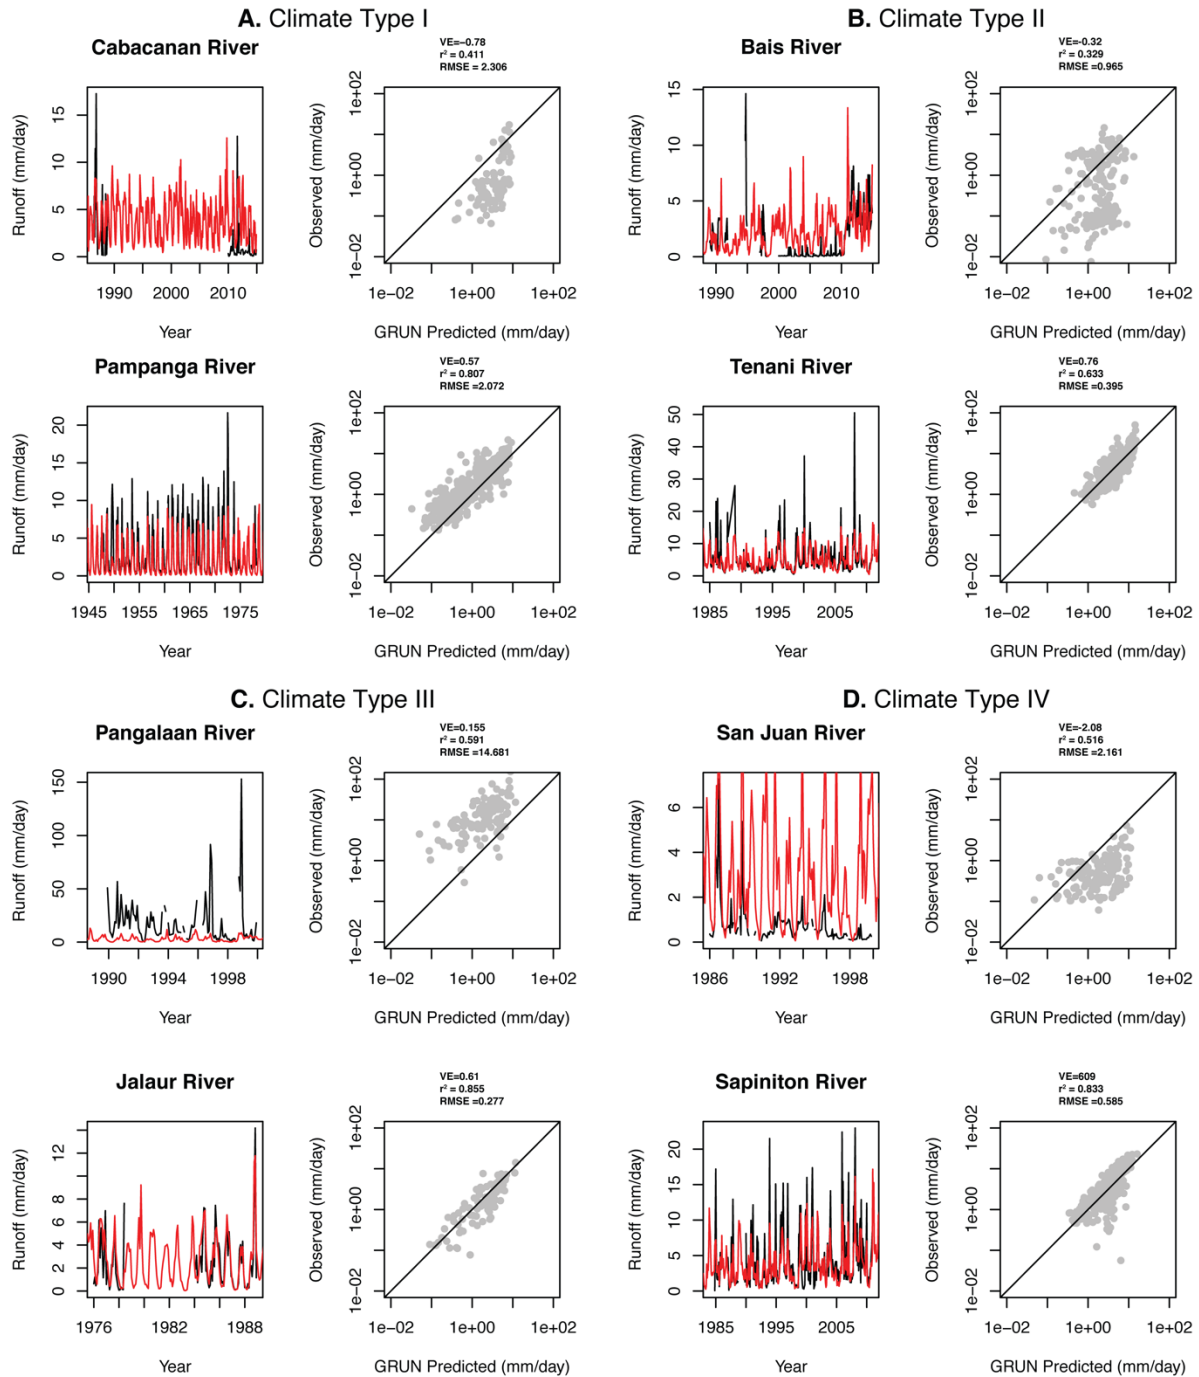 A. Climate Type I
Cabacanan River
VE=−0.78
r² = 0.411
RMSE = 2.306
Runoff (mm/day)
15
10
5
0
1990 2000 2010
Year
Observed (mm/day)
1e+02
1e+00
1e−02
1e−02 1e+00 1e+02
GRUN Predicted (mm/day)
Pampanga River
VE=0.57
r² = 0.807
RMSE =2.072
Runoff (mm/day)
20
15
10
5
0
1945 1955 1965 1975
Year
Observed (mm/day)
1e+02
1e+00
1e−02
1e−02 1e+00 1e+02
GRUN Predicted (mm/day)
B. Climate Type II
Bais River
VE=-0.32
r² = 0.329
RMSE =0.965
Runoff (mm/day)
15
10
5
0
1990 2000 2010
Year
Observed (mm/day)
1e+02
1e+00
1e−02
1e−02 1e+00 1e+02
GRUN Predicted (mm/day)
Tenani River
VE=0.76
r² = 0.633
RMSE =0.395
Runoff (mm/day)
50
40
30
20
10
0
1985 1995 2005
Year
Observed (mm/day)
1e+02
1e+00
1e−02
1e−02 1e+00 1e+02
GRUN Predicted (mm/day)
C. Climate Type III
Pangalaan River
VE=0.155
r² = 0.591
RMSE =14.681
Runoff (mm/day)
150
100
50
0
1990 1994 1998
Year
Observed (mm/day)
1e+02
1e+00
1e−02
1e−02 1e+00 1e+02
GRUN Predicted (mm/day)
Jalaur River
VE=0.61
r² = 0.855
RMSE =0.277
Runoff (mm/day)
12
8
6
4
2
0
1976 1982 1988
Year
Observed (mm/day)
1e+02
1e+00
1e−02
1e−02 1e+00 1e+02
GRUN Predicted (mm/day)
D. Climate Type IV
San Juan River
VE=-2.08
r² = 0.516
RMSE =2.161
Runoff (mm/day)
6
4
2
0
1986 1992 1998
Year
Observed (mm/day)
1e+02
1e+00
1e−02
1e−02 1e+00 1e+02
GRUN Predicted (mm/day)
Sapiniton River
VE=609
r² = 0.833
RMSE =0.585
Runoff (mm/day)
20
15
10
5
0
1985 1995 2005
Year
Observed (mm/day)
1e+02
1e+00
1e−02
1e−02 1e+00 1e+02
GRUN Predicted (mm/day)